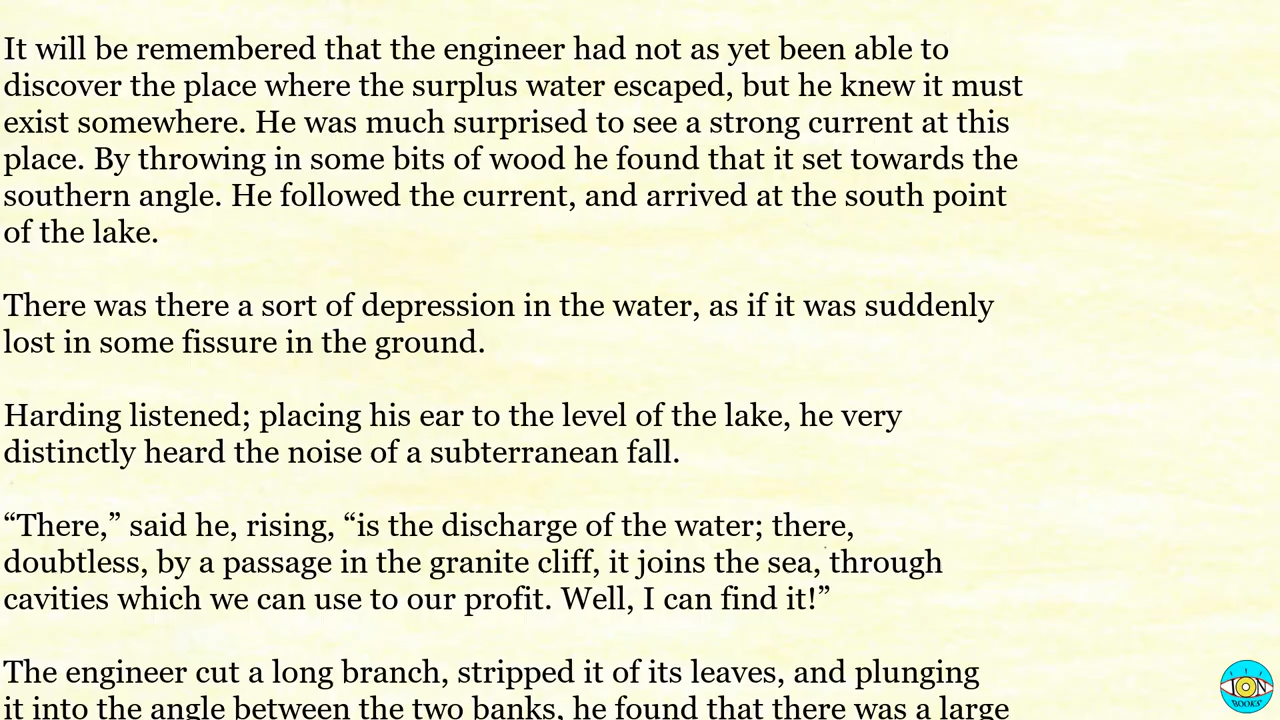 It will be remembered that the engineer had not as yet been able to
discover the place where the surplus water escaped, but he knew it must
exist somewhere. He was much surprised to see a strong current at this
place. By throwing in some bits of wood he found that it set towards the
southern angle. He followed the current, and arrived at the south point
of the lake.
There was there a sort of depression in the water, as if it was suddenly
lost in some fissure in the ground.
Harding listened; placing his ear to the level of the lake, he very
distinctly heard the noise of a subterranean fall.
“There,” said he, rising, “is the discharge of the water; there,
doubtless, by a passage in the granite cliff, it joins the sea, through
cavities which we can use to our profit. Well, I can find it!”
The engineer cut a long branch, stripped it of its leaves, and plunging
it into the angle between the two banks, he found that there was a large
ION
BOOKS